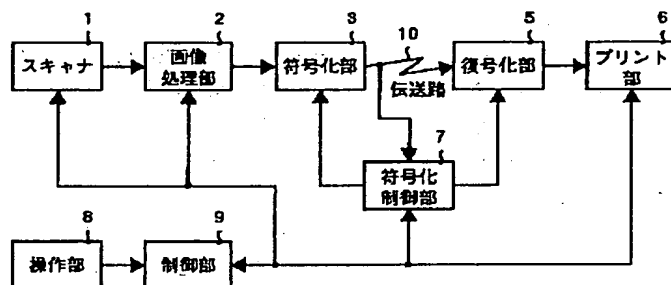 1
2
3
10
5
6
スキャナ
画像
処理部
符号化部
伝送路
復号化部
プリント
部
7
符号化
制御部
8
9
操作部
制御部